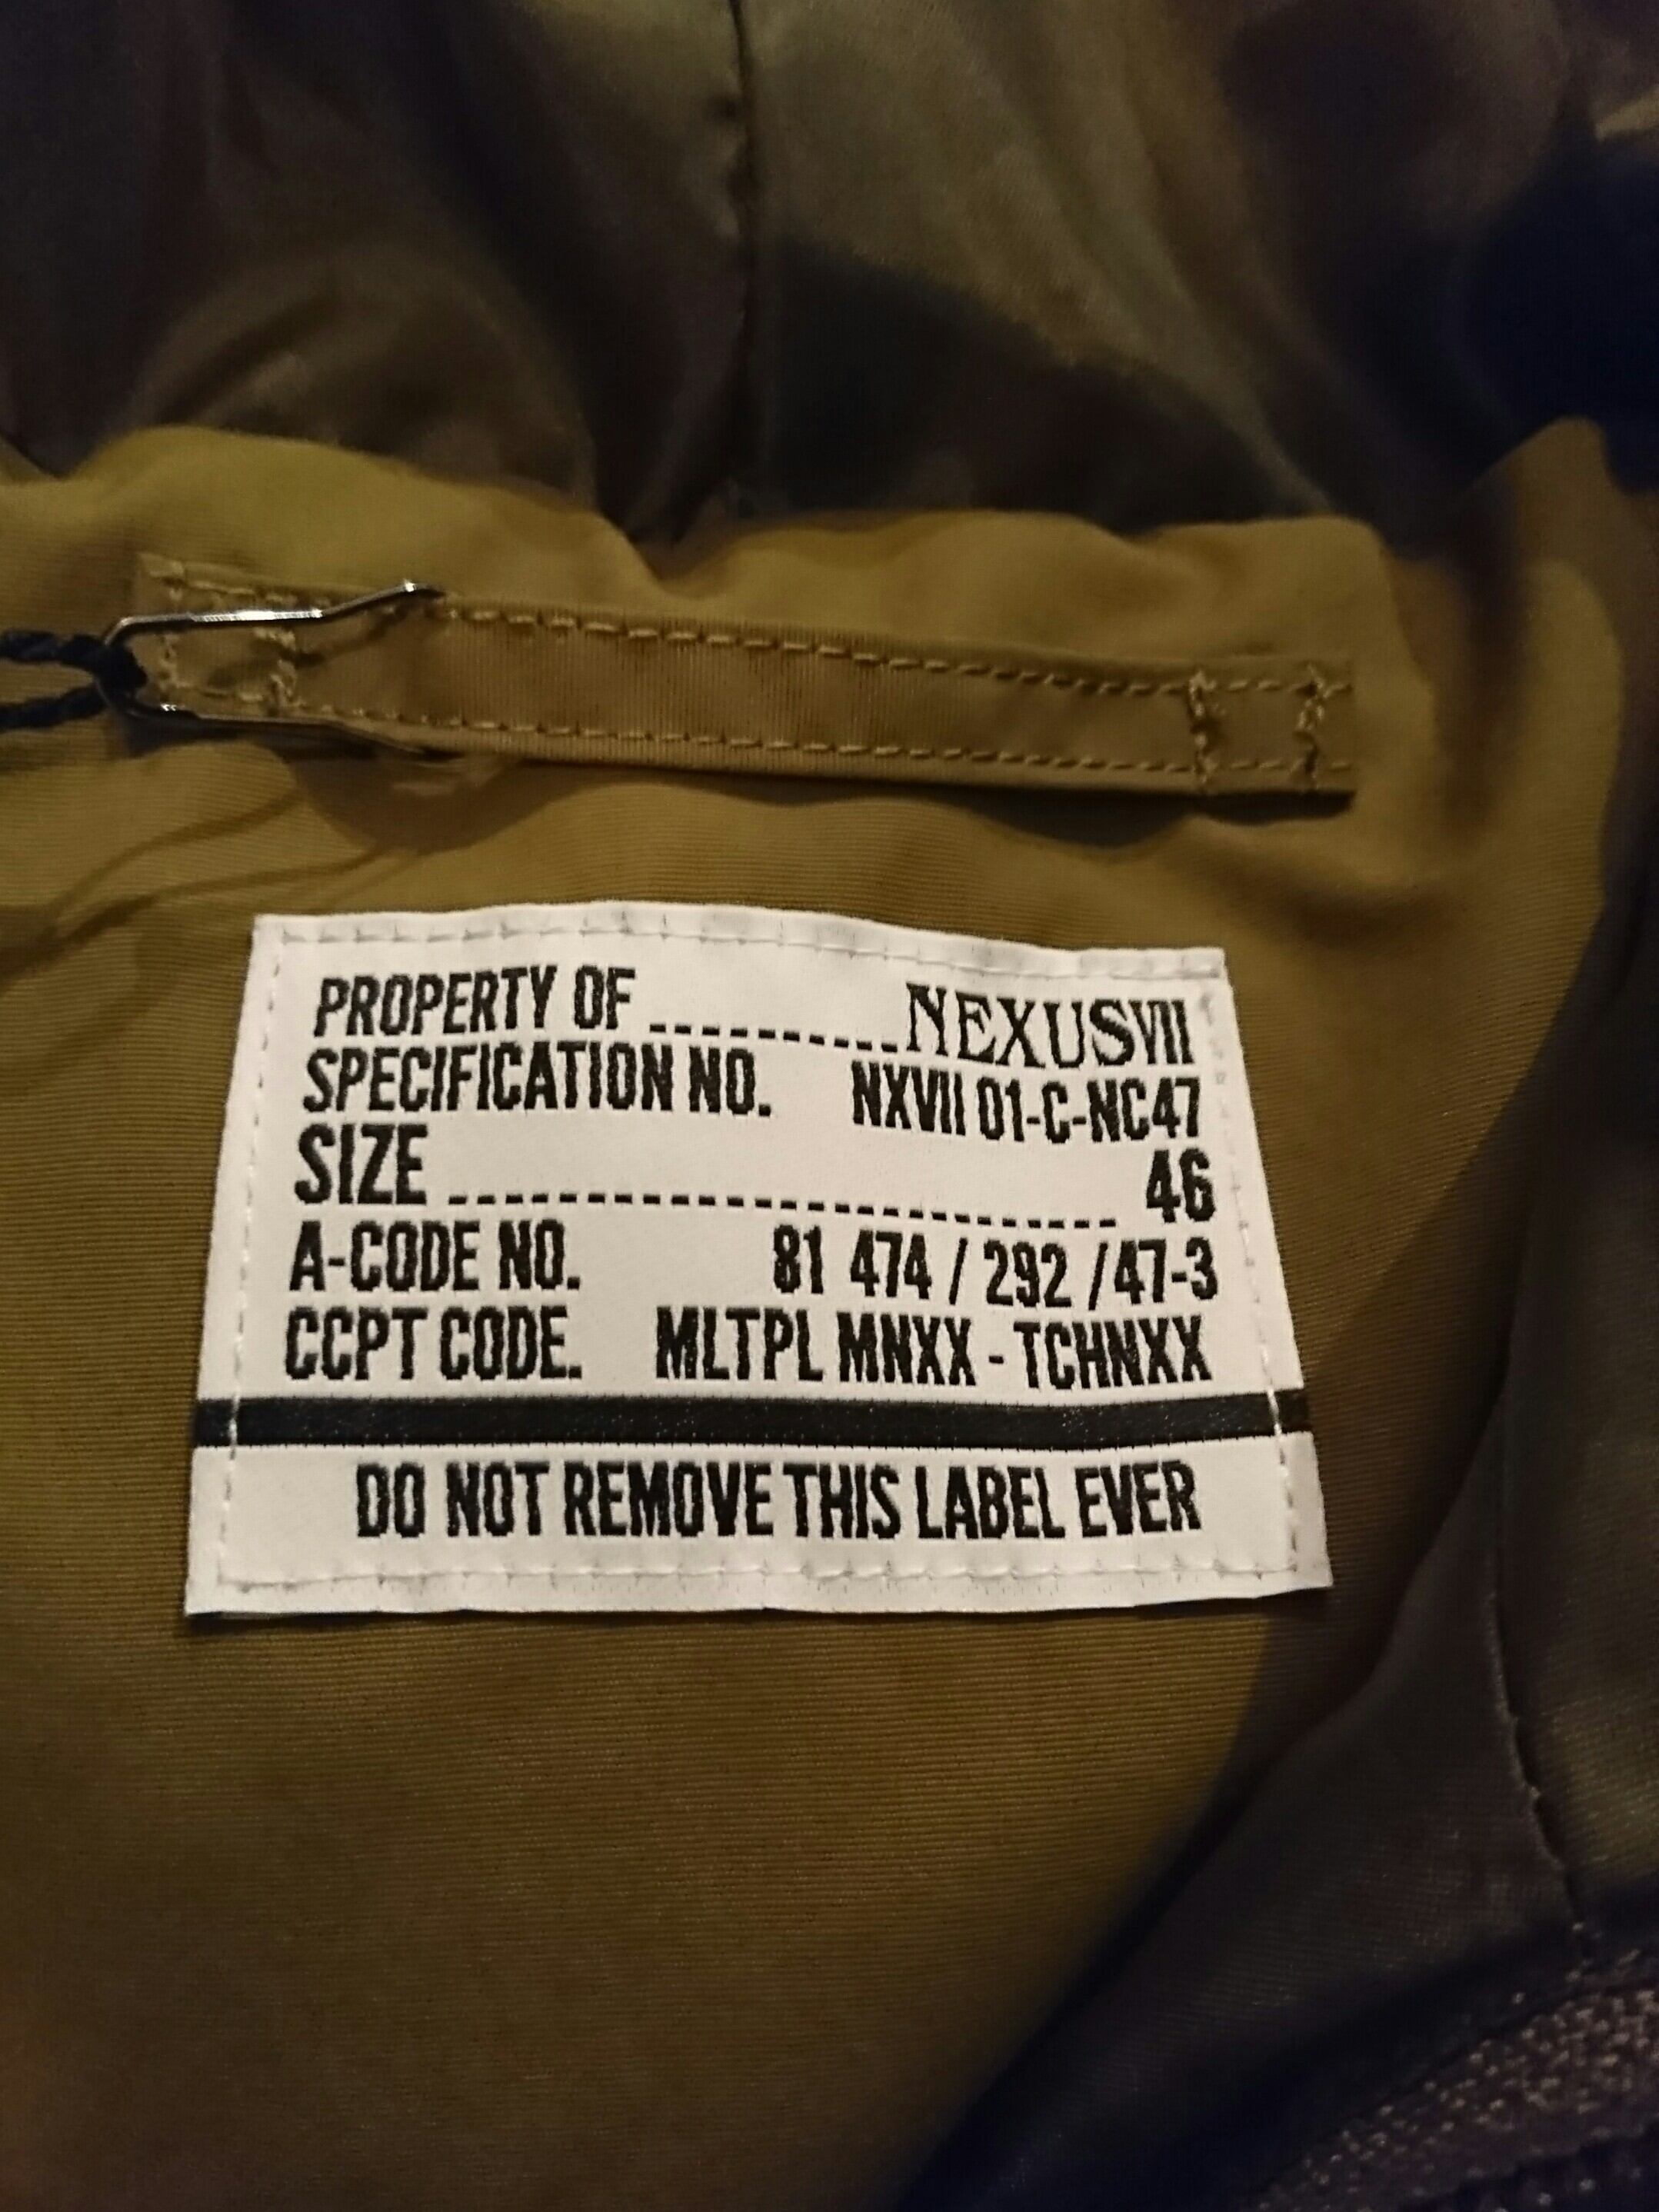 PROPERTY OF ----------NEXUSVII
SPECIFICATION NO. NXVII 01-C-NC47
SIZE ------------------------ 46
A-CODE NO. 81 474 / 292 /47-3
CCPT CODE. MLTPL MNXX - TCHNXX
DO NOT REMOVE THIS LABEL EVER